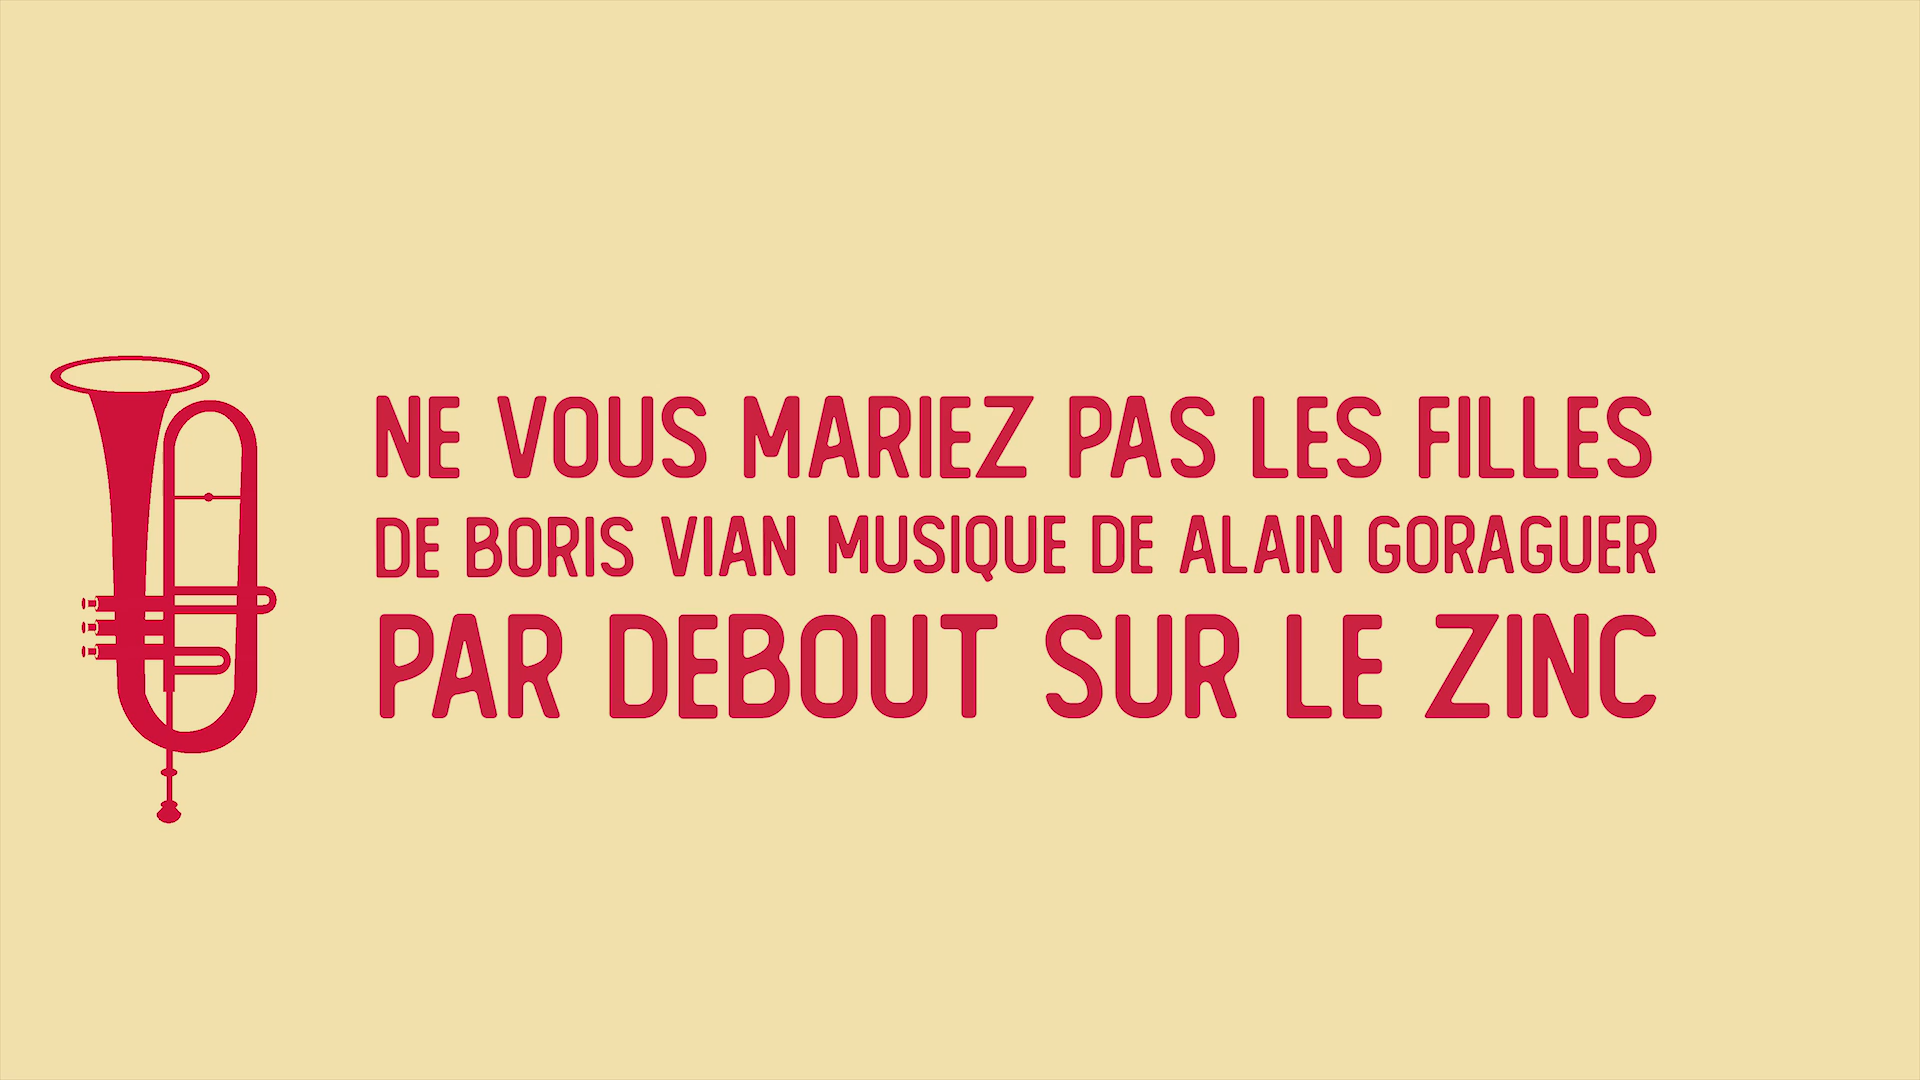 NE VOUS MARIEZ PAS LES FILLES
DE BORIS VIAN MUSIQUE DE ALAIN GORAGUER
PAR DEBOUT SUR LE ZINC